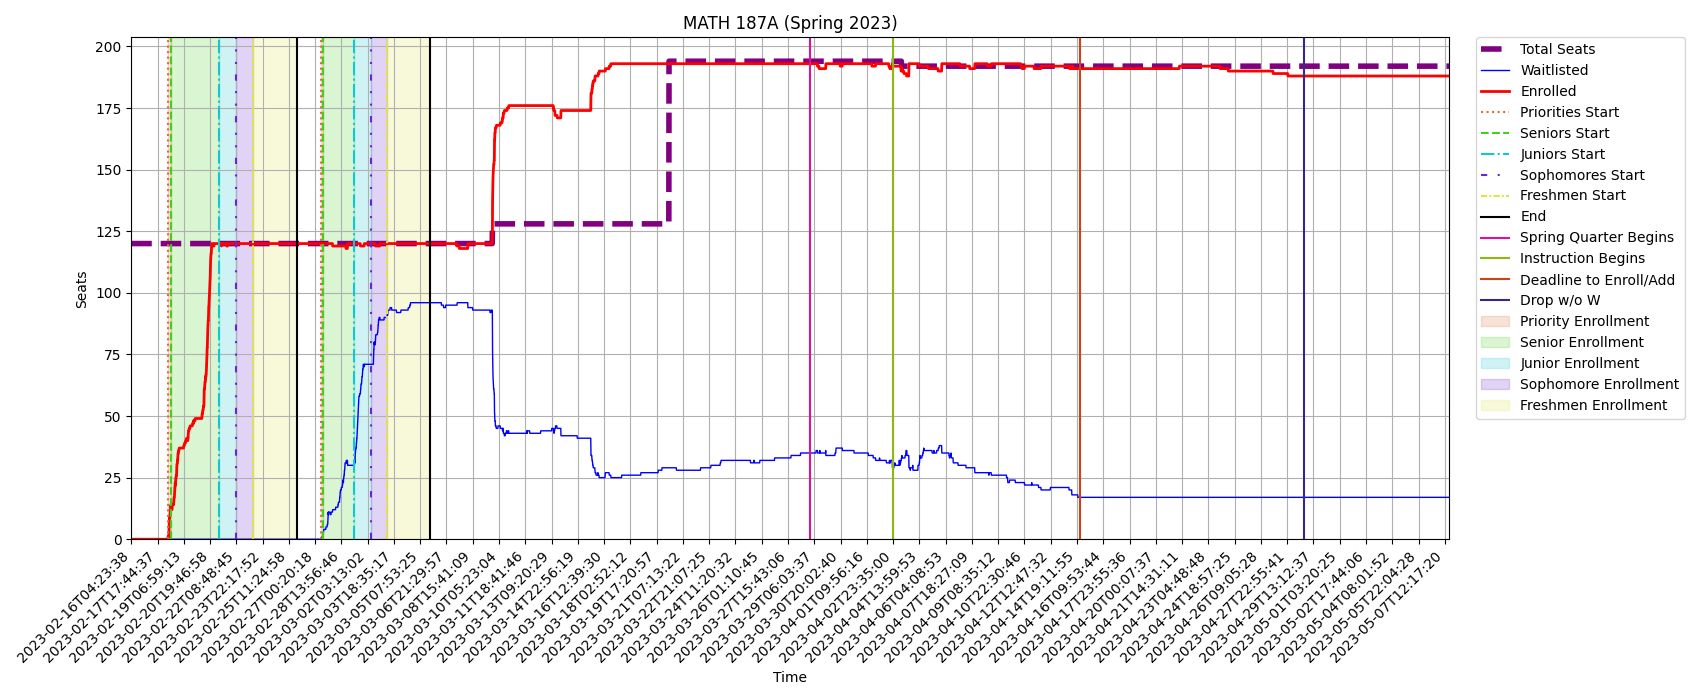 MATH 187A (Spring 2023)
Seats
200
175
150
125
100
75
50
25
0
2023-02-16T04:23:38
2023-02-17T17:44:37
2023-02-19T06:59:13
2023-02-20T19:46:58
2023-02-22T08:48:45
2023-02-23T22:17:52
2023-02-25T11:24:58
2023-02-27T00:20:18
2023-02-28T13:56:46
2023-03-02T03:13:02
2023-03-03T18:35:17
2023-03-05T07:53:25
2023-03-06T21:29:57
2023-03-08T15:41:09
2023-03-10T05:23:04
2023-03-11T18:41:46
2023-03-13T09:20:29
2023-03-14T22:56:19
2023-03-16T12:39:30
2023-03-18T02:52:12
2023-03-19T17:20:57
2023-03-21T07:13:22
2023-03-22T21:07:25
2023-03-24T11:20:32
2023-03-26T01:10:45
2023-03-27T15:43:06
2023-03-29T06:03:37
2023-03-30T20:02:40
2023-04-01T09:56:16
2023-04-02T23:35:00
2023-04-04T13:59:53
2023-04-06T04:08:53
2023-04-07T18:27:09
2023-04-09T08:35:12
2023-04-10T22:30:46
2023-04-12T12:47:32
2023-04-14T19:11:55
2023-04-16T09:53:44
2023-04-17T23:55:36
2023-04-20T00:07:37
2023-04-21T14:31:11
2023-04-23T04:48:48
2023-04-24T18:57:25
2023-04-26T09:05:28
2023-04-27T22:55:41
2023-04-29T13:12:37
2023-05-01T03:20:25
2023-05-02T17:44:06
2023-05-04T08:01:52
2023-05-05T22:04:28
2023-05-07T12:17:20
Time
Total Seats
Waitlisted
Enrolled
Priorities Start
Seniors Start
Juniors Start
Sophomores Start
Freshmen Start
End
Spring Quarter Begins
Instruction Begins
Deadline to Enroll/Add
Drop w/o W
Priority Enrollment
Senior Enrollment
Junior Enrollment
Sophomore Enrollment
Freshmen Enrollment